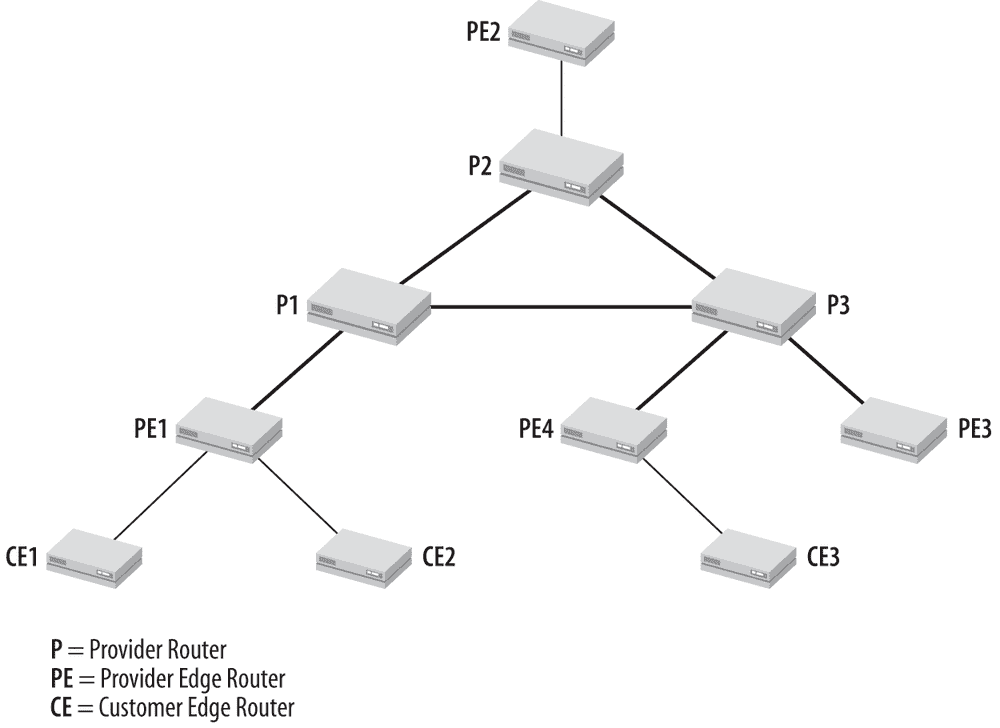 PE2
P2
P1
P3
PE1
PE4
PE3
CE1
CE2
CE3
P = Provider Router
PE = Provider Edge Router
CE = Customer Edge Router